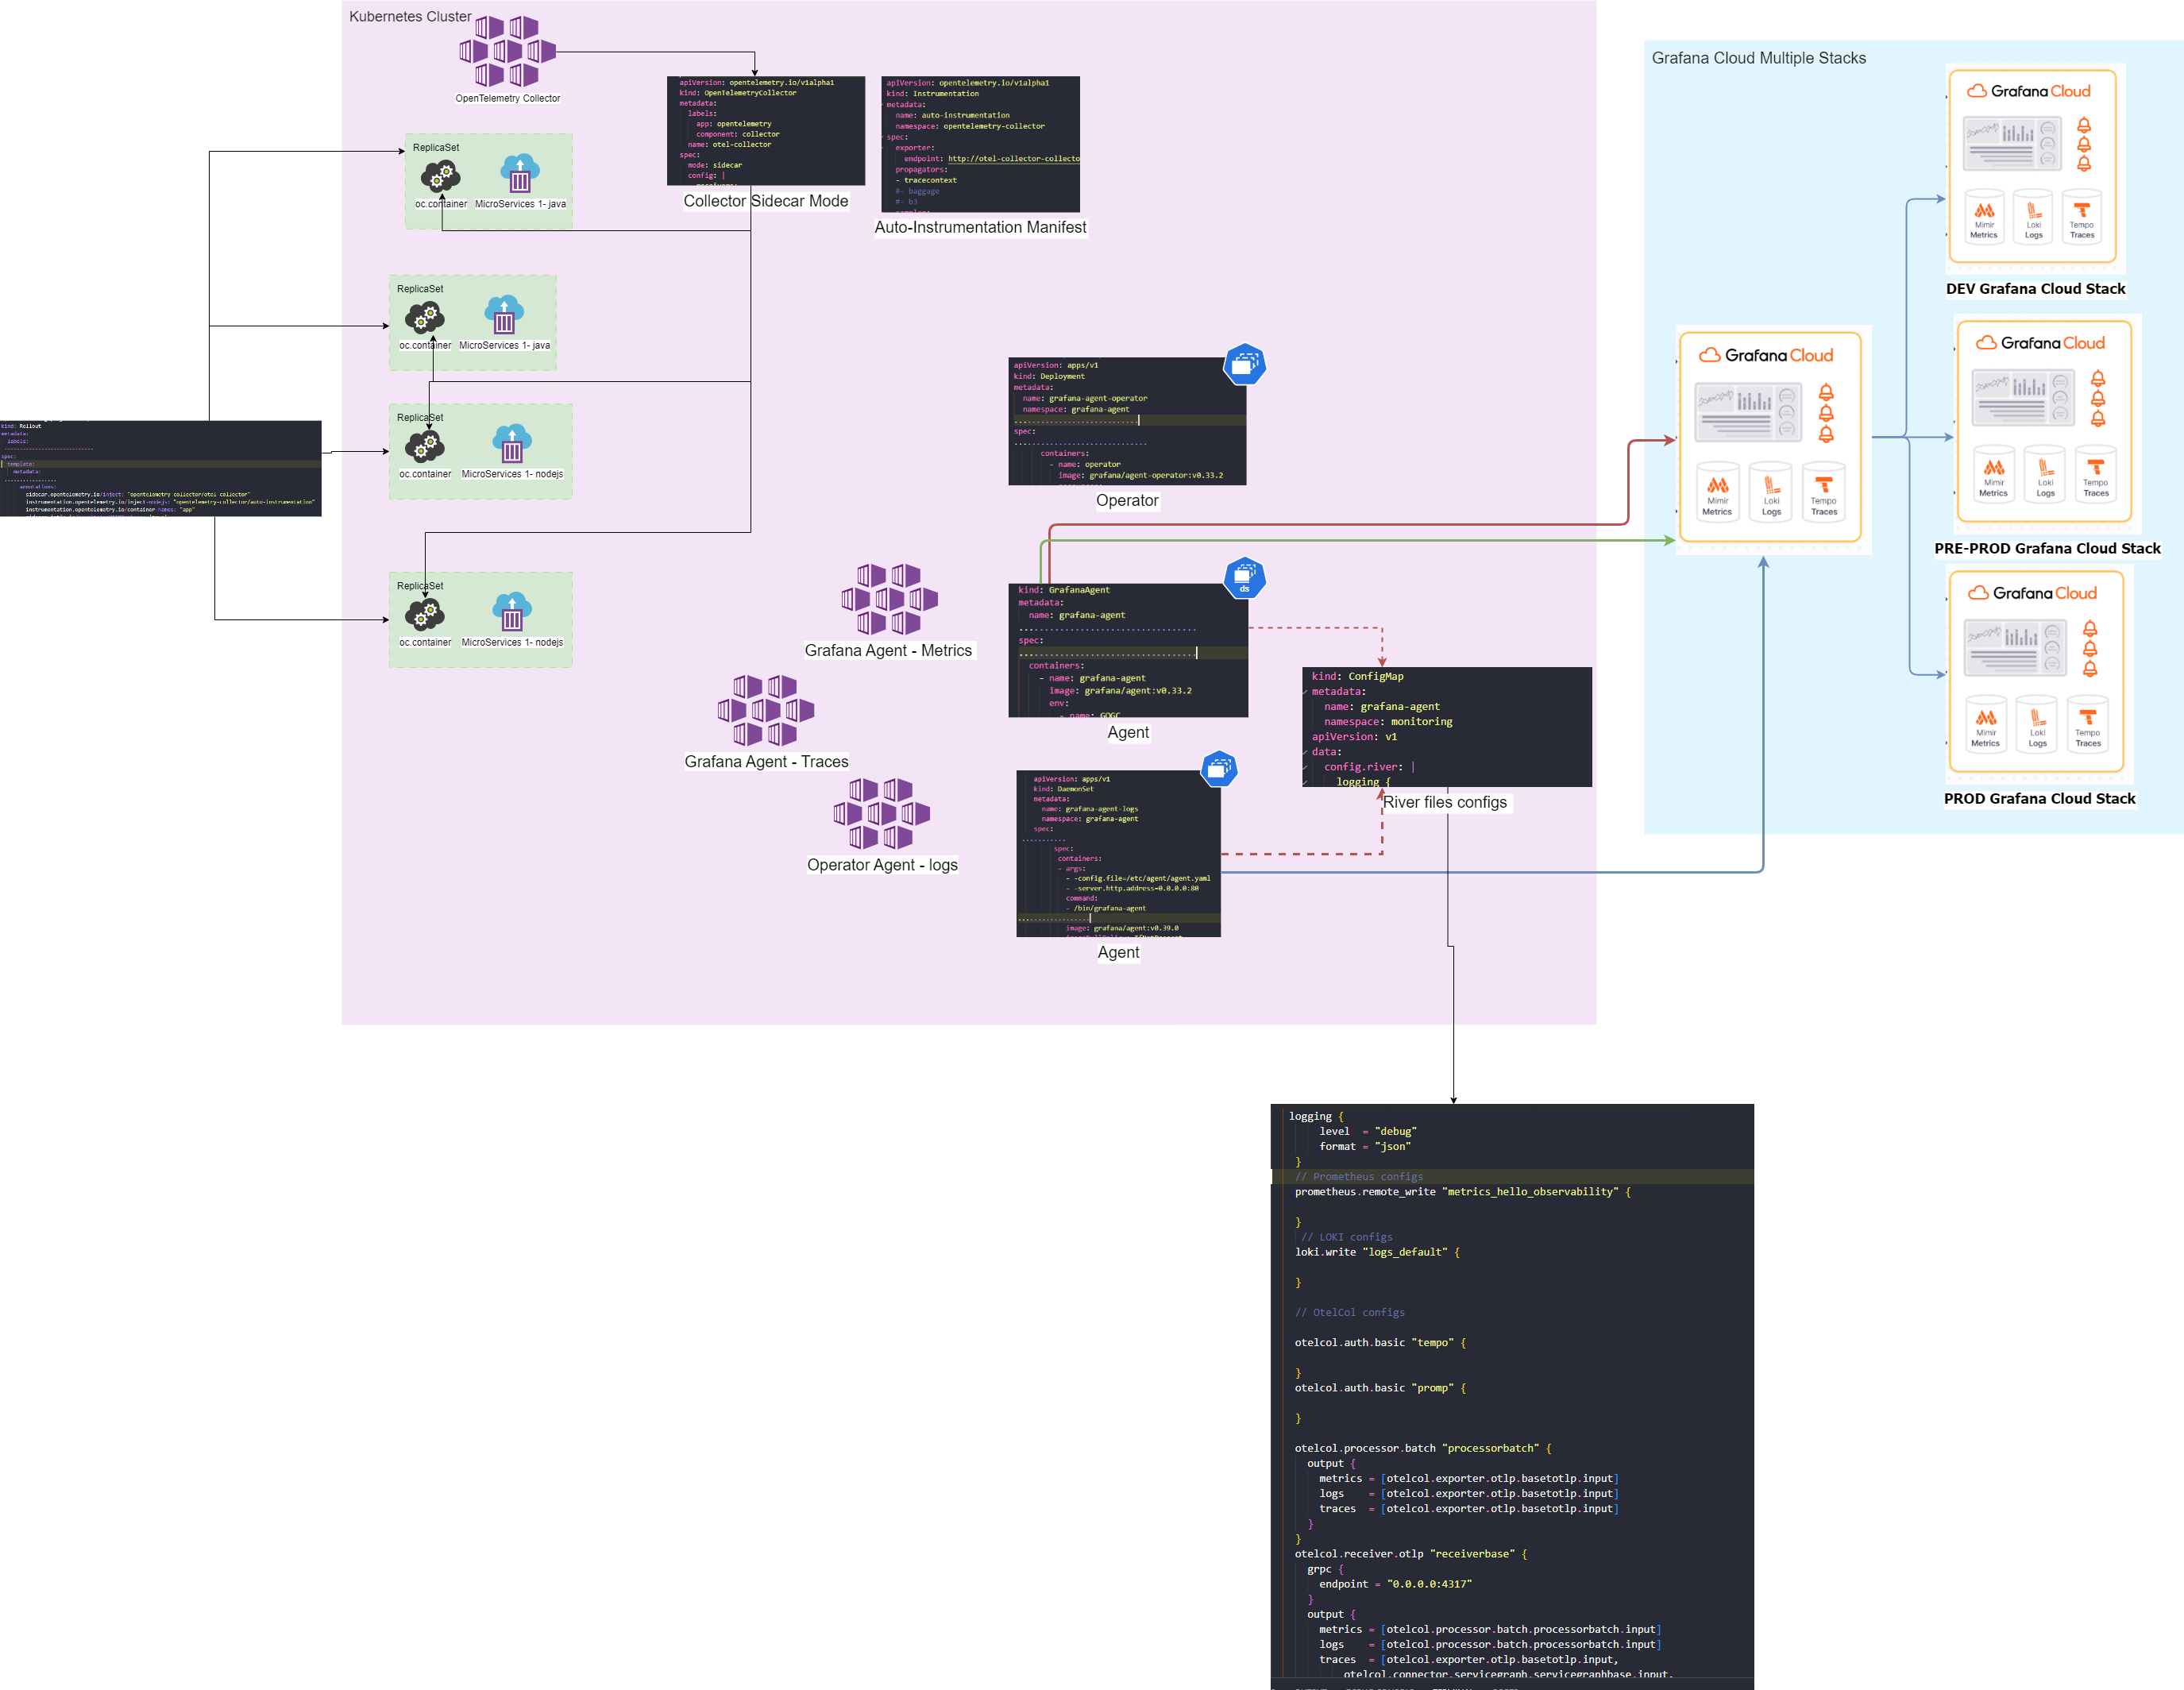 Kubernetes Cluster
OpenTelemetry Collector
apiVersion: opentelemetry.io/v1alpha1
kind: OpenTelemetryCollector
metadata:
labels:
app: opentelemetry
component: collector
name: otel-collector
spec:
mode: sidecar
config: |
Collector Sidecar Mode
apiVersion: opentelemetry.io/v1alpha1
kind: Instrumentation
metadata:
name: auto-instrumentation
namespace: opentelemetry-collector
spec:
exporter:
endpoint: http://otel-collector-collecto
propagators:
- tracecontext
#- baggage
#- b3
Auto-Instrumentation Manifest
ReplicaSet
oc.container
MicroServices 1- java
ReplicaSet
oc.container
MicroServices 1- java
ReplicaSet
oc.container
MicroServices 1- nodejs
ReplicaSet
oc.container
MicroServices 1- nodejs
kind: Rollout
metadata:
labels:
spec:
template:
metadata:
annotations:
sidecar.opentelemetry.io/inject: "opentelemetry-collector/otel-collector"
instrumentation.opentelemetry.io/inject-nodejs: "opentelemetry-collector/auto-instrumentation"
instrumentation.opentelemetry.io/container-names: "app"
apiVersion: apps/v1
kind: Deployment
metadata:
name: grafana-agent-operator
namespace: grafana-agent
spec:
containers:
- name: operator
image: grafana/agent-operator:v0.33.2
Operator
Grafana Agent - Metrics
Grafana Agent - Traces
Operator Agent - logs
ds
kind: GrafanaAgent
metadata:
name: grafana-agent
spec:
containers:
- name: grafana-agent
image: grafana/agent:v0.33.2
env:
- name: GOGC
Agent
apiVersion: apps/v1
kind: DaemonSet
metadata:
name: grafana-agent-logs
namespace: grafana-agent
spec:
spec:
containers:
- args:
- -config.file=/etc/agent/agent.yaml
- -server.http.address=0.0.0.0:80
command:
- /bin/grafana-agent
image: grafana/agent:v0.39.0
Agent
kind: ConfigMap
metadata:
name: grafana-agent
namespace: monitoring
apiVersion: v1
data:
config.river: |
logging {
River files configs
Grafana Cloud Multiple Stacks
Grafana Cloud
Mimir
Metrics
Loki
Logs
Tempo
Traces
Grafana Cloud
Mimir
Metrics
Loki
Logs
Tempo
Traces
DEV Grafana Cloud Stack
Grafana Cloud
Mimir
Metrics
Loki
Logs
Tempo
Traces
PRE-PROD Grafana Cloud Stack
Grafana Cloud
Mimir
Metrics
Loki
Logs
Tempo
Traces
PROD Grafana Cloud Stack
logging {
level = "debug"
format = "json"
}
// Prometheus configs
prometheus.remote_write "metrics_hello_observability" {
}
// LOKI configs
loki.write "logs_default" {
}
// OtelCol configs
otelcol.auth.basic "tempo" {
}
otelcol.auth.basic "promp" {
}
otelcol.processor.batch "processorbatch" {
output {
metrics = [otelcol.exporter.otlp.basetotlp.input]
logs = [otelcol.exporter.otlp.basetotlp.input]
traces = [otelcol.exporter.otlp.basetotlp.input]
}
}
otelcol.receiver.otlp "receiverbase" {
grpc {
endpoint = "0.0.0.0:4317"
}
output {
metrics = [otelcol.processor.batch.processorbatch.input]
logs = [otelcol.processor.batch.processorbatch.input]
traces = [otelcol.exporter.otlp.basetotlp.input,
otelcol.connector.servicegraph.servicegraphbase.input,